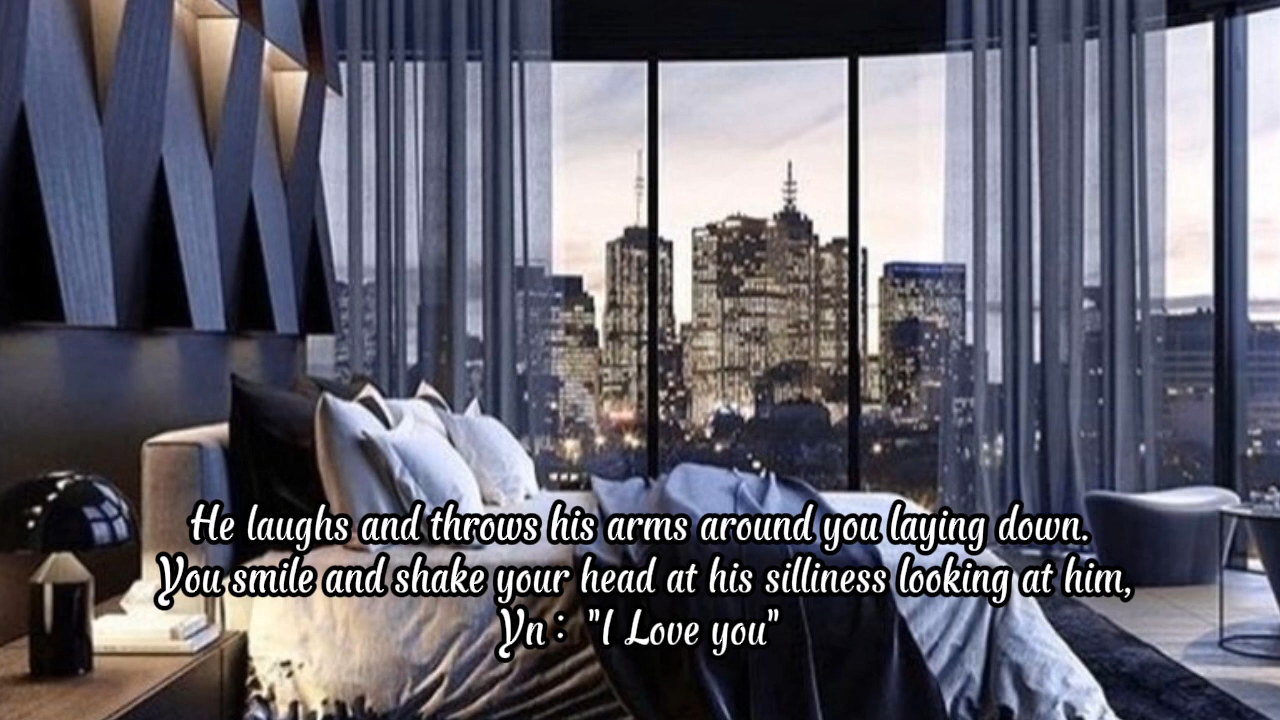 He laughs and throws his arms around you laying down.
You smile and shake your head at his silliness looking at him,
Yn : "I Love you"